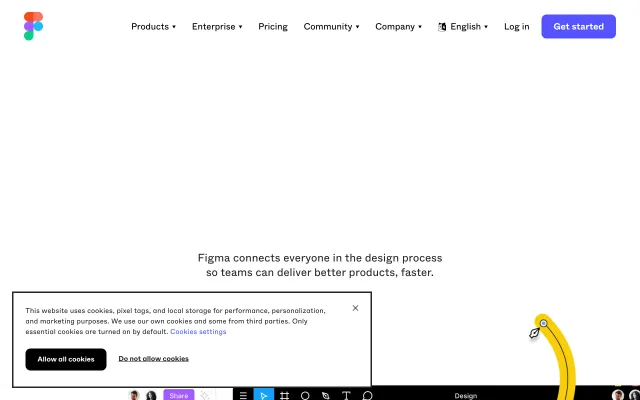 Products
Enterprise
Pricing
Community
Company
English
Log in
Get started
Figma connects everyone in the design process
so teams can deliver better products, faster.
This website uses cookies, pixel tags, and local storage for performance, personalization,
and marketing purposes. We use our own cookies and some from third parties. Only
essential cookies are turned on by default. Cookies settings
Allow all cookies
Do not allow cookies
Share
Design